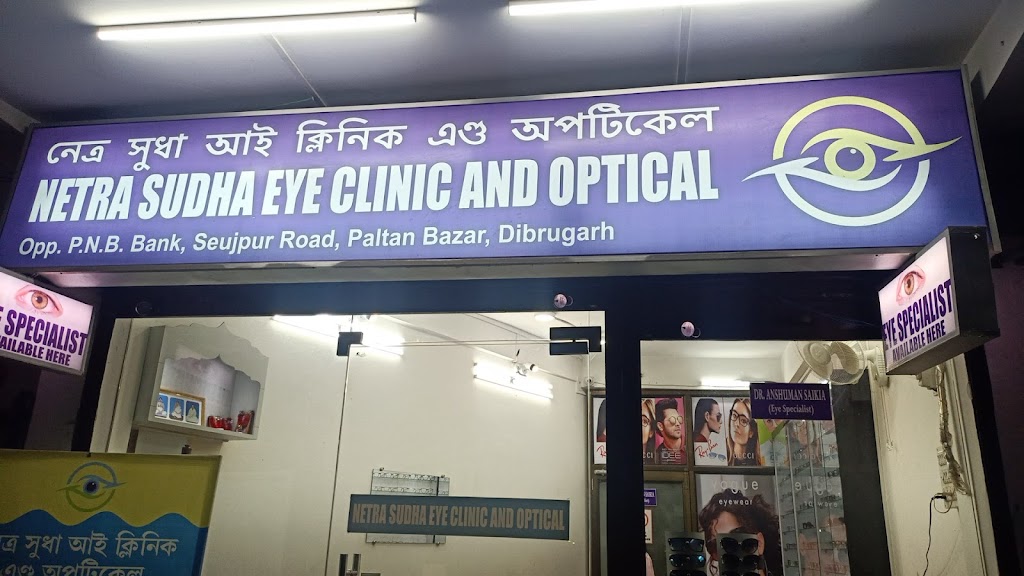 নেত্র সুধা আই ক্লিনিক এণ্ড অপটিকেল
NETRA SUDHA EYE CLINIC AND OPTICAL
Opp. P.N.B. Bank, Seujpur Road, Paltan Bazar, Dibrugarh
SPECIALIST
AVAILABLE HERE
EYE SPECIALIST
AVAILABLE HERE
DR. ANSHUMAN SAIKIA
(Eye Specialist)
IDEE
vogue
eyewear
NETRA SUDHA EYE CLINIC AND OPTICAL
সুধা আই ক্লিনিক
এণ্ড অপটিকেল